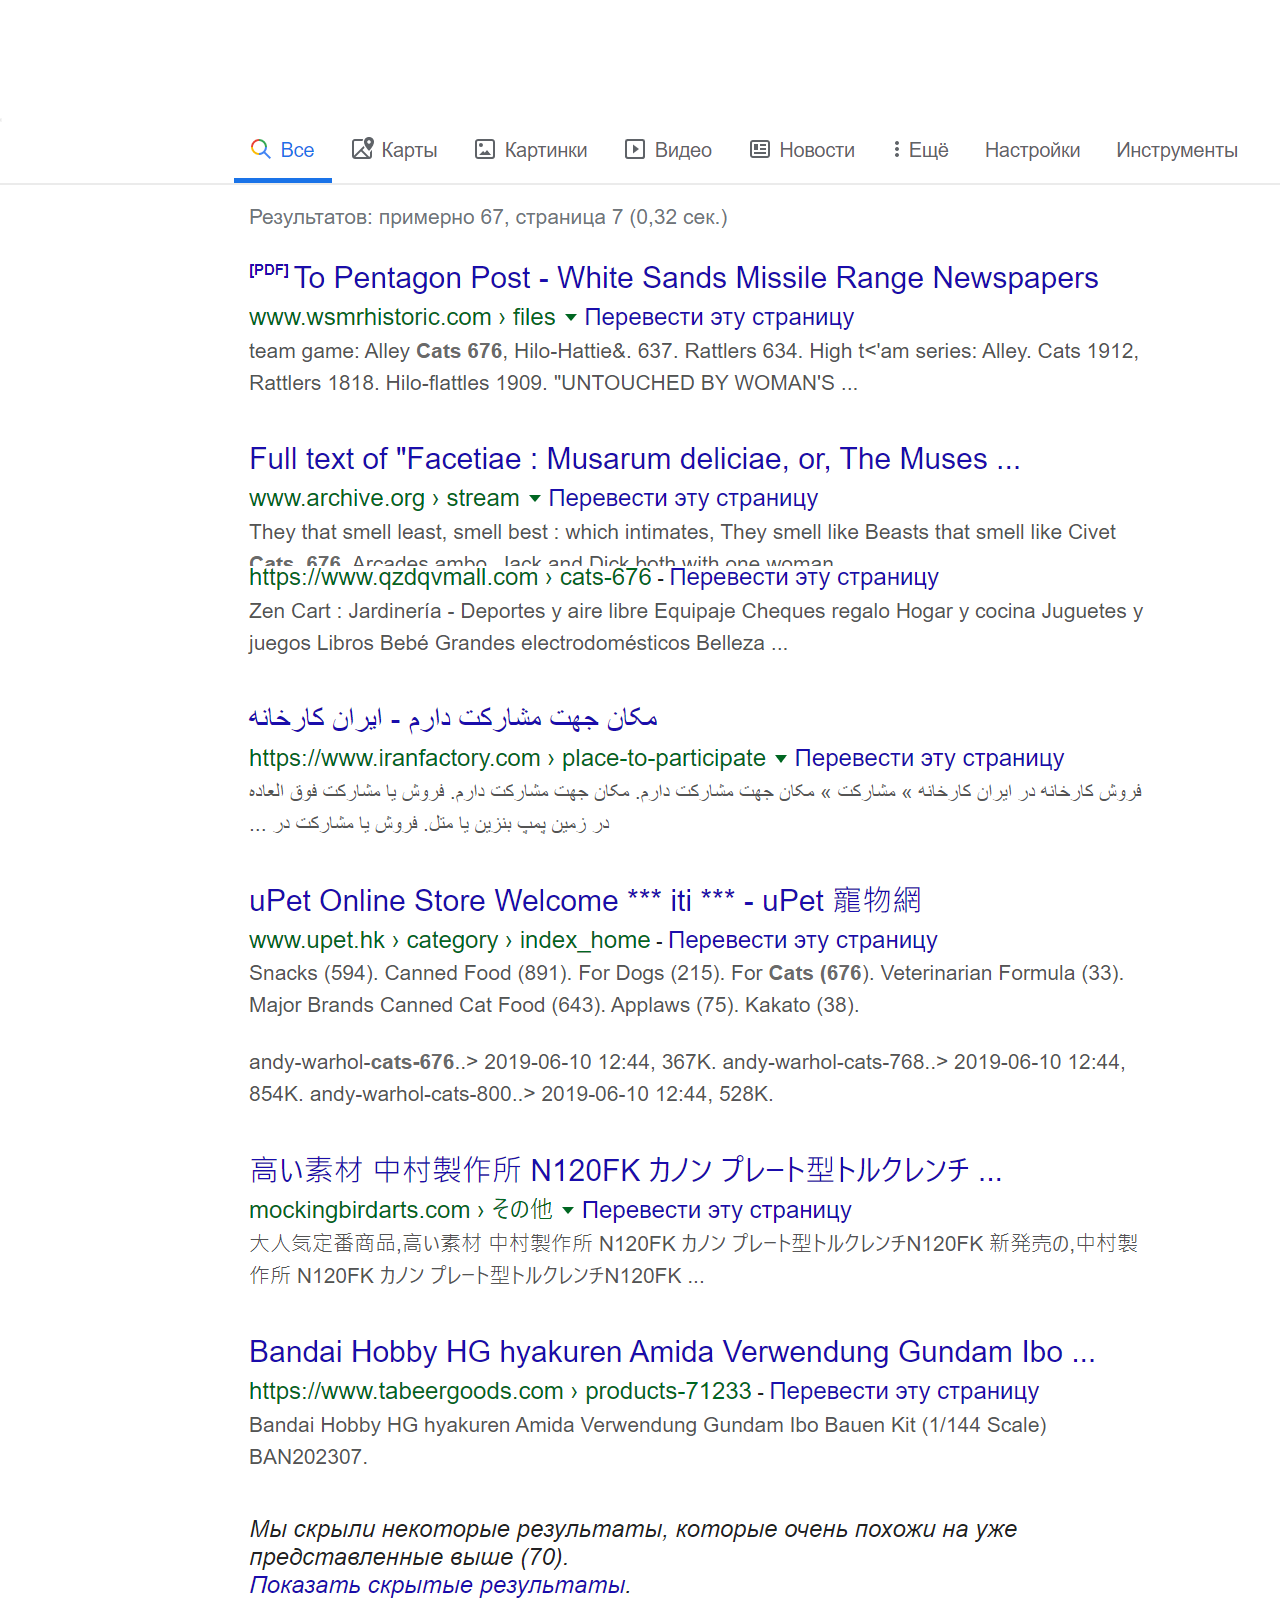 Все Карты Картинки Видео Новости Ещё Настройки Инструменты
Результатов: примерно 67, страница 7 (0,32 сек.)
[PDF] To Pentagon Post - White Sands Missile Range Newspapers
www.wsmrhistoric.com › files Перевести эту страницу
team game: Alley Cats 676, Hilo-Hattie&. 637. Rattlers 634. High t<'am series: Alley. Cats 1912,
Rattlers 1818. Hilo-flattles 1909. "UNTOUCHED BY WOMAN'S ...
Full text of "Facetiae : Musarum deliciae, or, The Muses ...
www.archive.org › stream Перевести эту страницу
They that smell least, smell best : which intimates, They smell like Beasts that smell like Civet
Cats. 676. Arcades ambo. Jack and Dick both with one woman
https://www.qzdqvmall.com › cats-676 - Перевести эту страницу
Zen Cart : Jardinería - Deportes y aire libre Equipaje Cheques regalo Hogar y cocina Juguetes y
juegos Libros Bebé Grandes electrodomésticos Belleza ...
مکان جهت مشارکت دارم - ایران کارخانه
https://www.iranfactory.com › place-to-participate Перевести эту страницу
فروش کارخانه در ایران کارخانه » مشارکت » مکان جهت مشارکت دارم. مکان جهت مشارکت دارم. فروش یا مشارکت فوق العاده
در زمین پمپ بنزین یا متل. فروش یا مشارکت در ...
uPet Online Store Welcome *** iti *** - uPet 寵物網
www.upet.hk › category › index_home - Перевести эту страницу
Snacks (594). Canned Food (891). For Dogs (215). For Cats (676). Veterinarian Formula (33).
Major Brands Canned Cat Food (643). Applaws (75). Kakato (38).
andy-warhol-cats-676..> 2019-06-10 12:44, 367K. andy-warhol-cats-768..> 2019-06-10 12:44,
854K. andy-warhol-cats-800..> 2019-06-10 12:44, 528K.
高い素材 中村製作所 N120FK カノン プレート型トルクレンチ ...
mockingbirdarts.com › その他 Перевести эту страницу
大人気定番商品,高い素材 中村製作所 N120FK カノン プレート型トルクレンチN120FK 新発売の,中村製
作所 N120FK カノン プレート型トルクレンチN120FK ...
Bandai Hobby HG hyakuren Amida Verwendung Gundam Ibo ...
https://www.tabeergoods.com › products-71233 - Перевести эту страницу
Bandai Hobby HG hyakuren Amida Verwendung Gundam Ibo Bauen Kit (1/144 Scale)
BAN202307.
Мы скрыли некоторые результаты, которые очень похожи на уже
представленные выше (70).
Показать скрытые результаты.